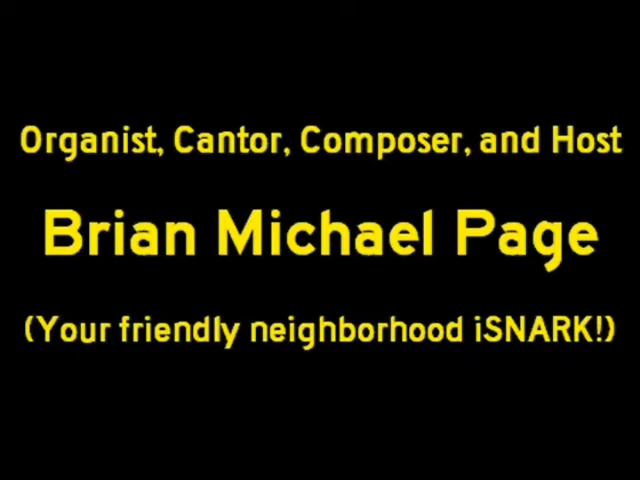 Organist, Cantor, Composer, and Host
Brian Michael Page
(Your friendly neighborhood iSNARK!)